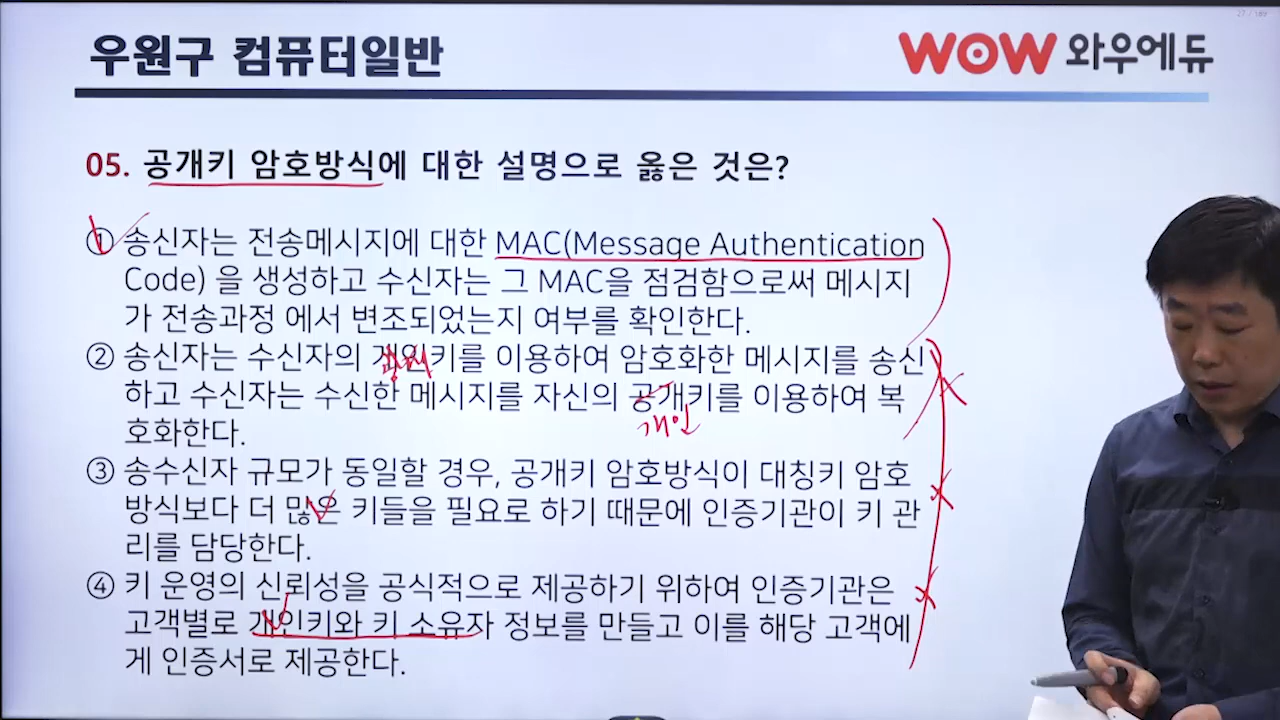 우원구 컴퓨터일반
WOW 와우에듀
05. 공개키 암호방식에 대한 설명으로 옳은 것은?
① 송신자는 전송메시지에 대한 MAC(Message Authentication
Code) 을 생성하고 수신자는 그 MAC을 점검함으로써 메시지
가 전송과정 에서 변조되었는지 여부를 확인한다.
② 송신자는 수신자의 개인키를 이용하여 암호화한 메시지를 송신
공개
하고 수신자는 수신한 메시지를 자신의 공개키를 이용하여 복
개인
호화한다.
③ 송수신자 규모가 동일할 경우, 공개키 암호방식이 대칭키 암호
방식보다 더 많은 키들을 필요로 하기 때문에 인증기관이 키 관
리를 담당한다.
④ 키 운영의 신뢰성을 공식적으로 제공하기 위하여 인증기관은
고객별로 개인키와 키 소유자 정보를 만들고 이를 해당 고객에
게 인증서로 제공한다.